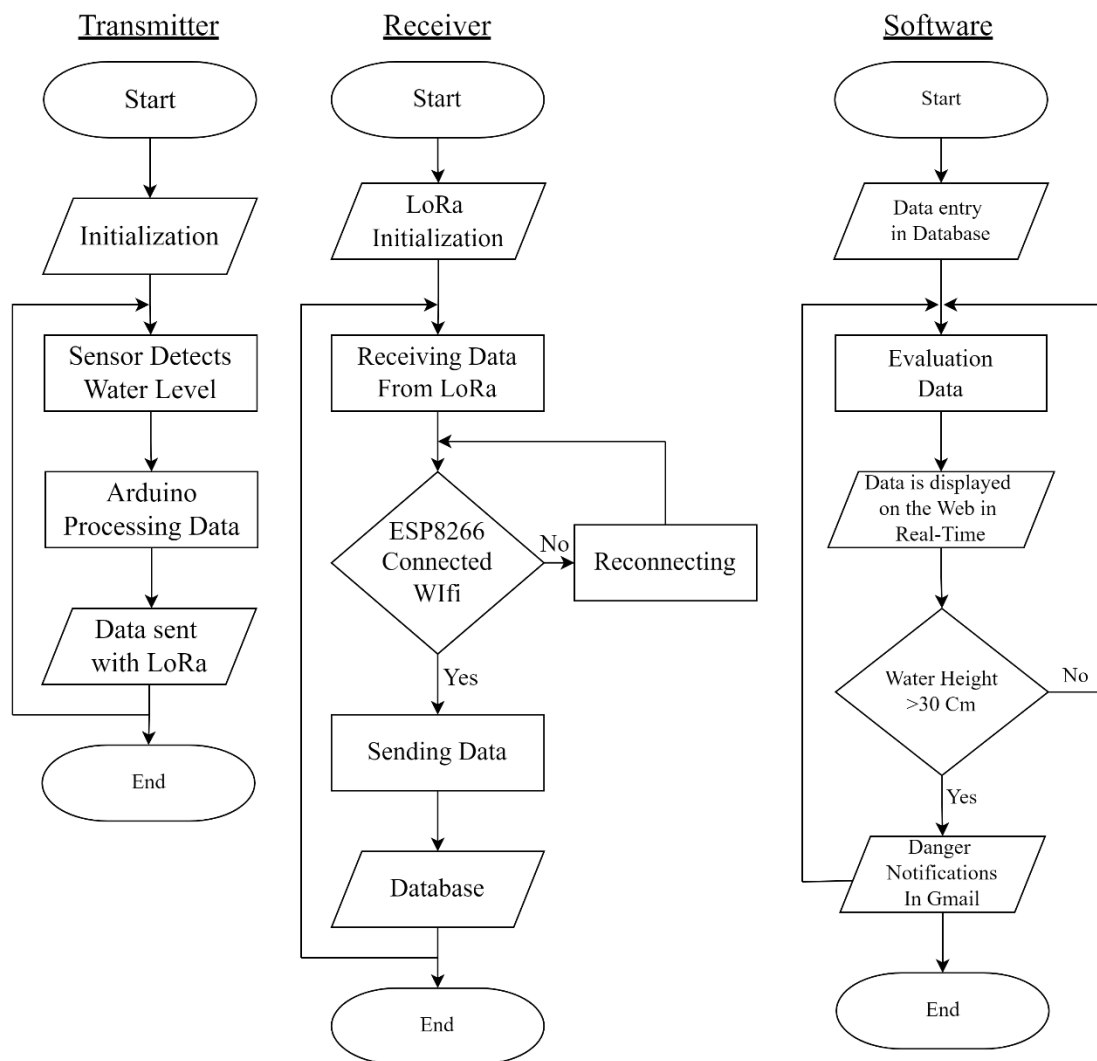 Transmitter
Start
Initialization
Sensor Detects
Water Level
Arduino
Processing Data
Data sent
with LoRa
End
Receiver
Start
LoRa
Initialization
Receiving Data
From LoRa
ESP8266
Connected
WIfi
No
Reconnecting
Yes
Sending Data
Database
End
Software
Start
Data entry
in Database
Evaluation
Data
Data is displayed
on the Web in
Real-Time
Water Height
>30 Cm
No
Yes
Danger
Notifications
In Gmail
End